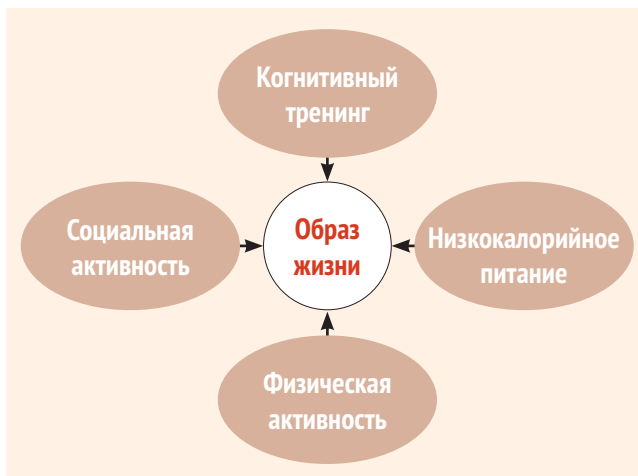 Когнитивный
тренинг
Социальная
активность
Образ
жизни
Низкокалорийное
питание
Физическая
активность